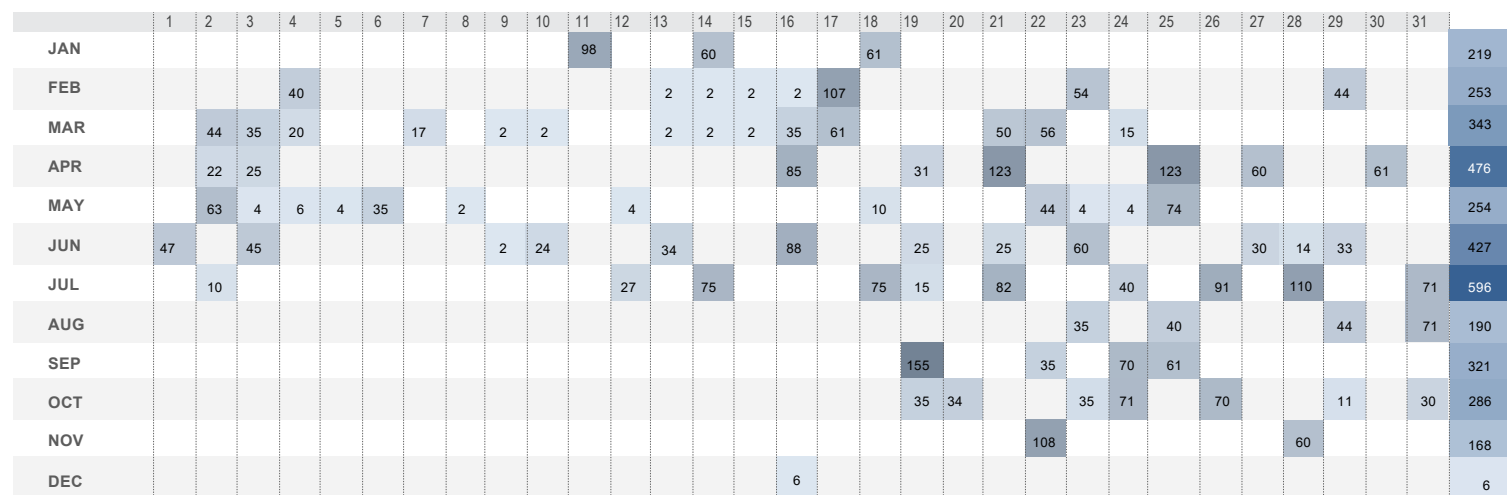 1 2 3 4 5 6 7 8 9 10 11 12 13 14 15 16 17 18 19 20 21 22 23 24 25 26 27 28 29 30 31
JAN 98 60 61 219
FEB 40 2 2 2 2 107 54 44 253
MAR 44 35 20 17 2 2 2 2 2 35 61 50 56 15 343
APR 22 25 85 31 123 123 60 61 476
MAY 63 4 6 4 35 2 4 10 44 4 4 74 254
JUN 47 45 2 24 34 88 25 25 60 30 14 33 427
JUL 10 27 75 75 15 82 40 91 110 71 596
AUG 35 40 44 71 190
SEP 155 35 70 61 321
OCT 35 34 35 71 70 11 30 286
NOV 108 60 168
DEC 6 6